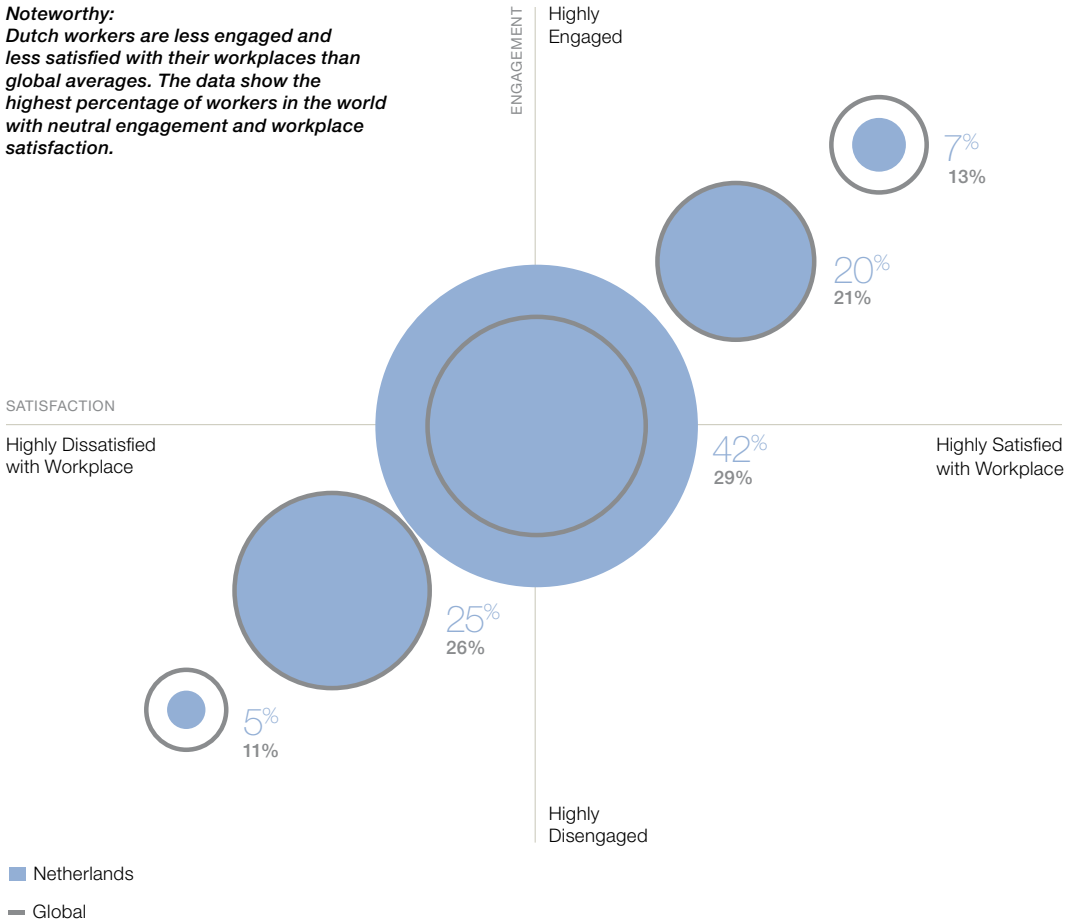 Noteworthy:
Dutch workers are less engaged and
less satisfied with their workplaces than
global averages. The data show the
highest percentage of workers in the world
with neutral engagement and workplace
satisfaction.
ENGAGEMENT
Highly
Engaged
7%
13%
20%
21%
SATISFACTION
Highly Dissatisfied
with Workplace
42%
29%
Highly Satisfied
with Workplace
25%
26%
5%
11%
Highly
Disengaged
Netherlands
Global